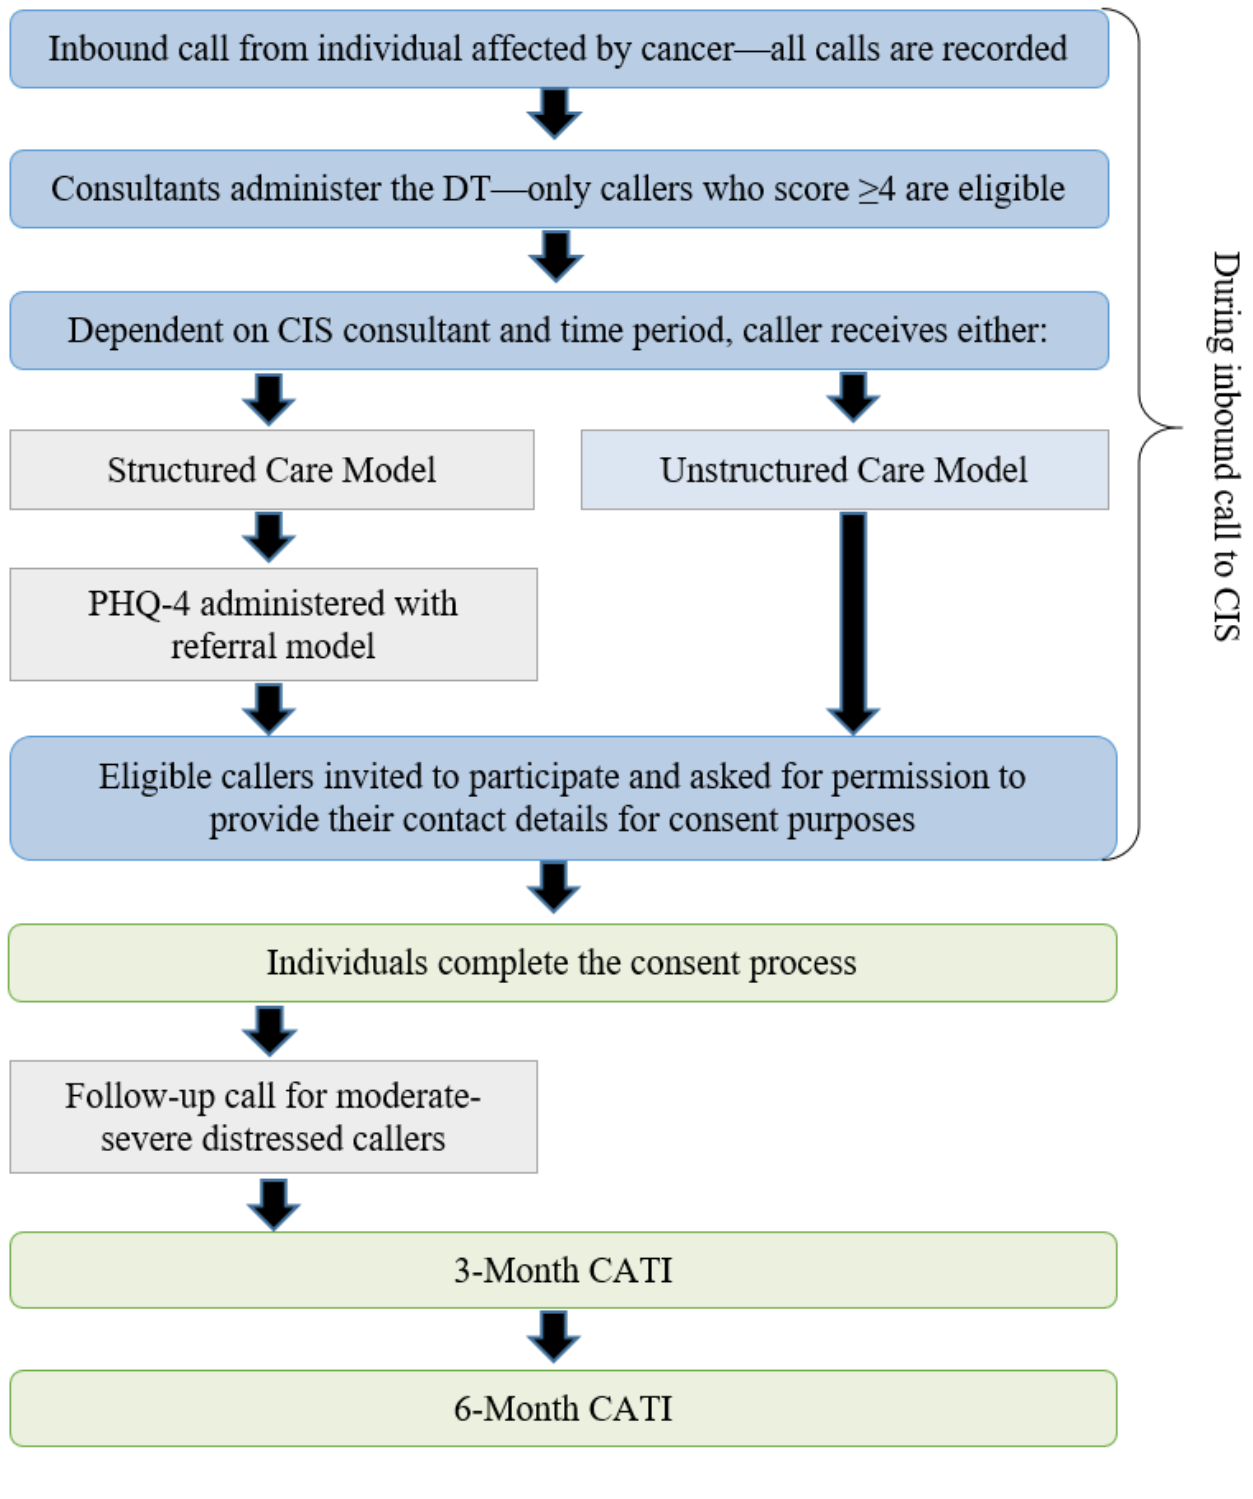 Inbound call from individual affected by cancer—all calls are recorded
Consultants administer the DT—only callers who score ≥4 are eligible
Dependent on CIS consultant and time period, caller receives either:
Structured Care Model
Unstructured Care Model
PHQ-4 administered with
referral model
Eligible callers invited to participate and asked for permission to
provide their contact details for consent purposes
During inbound call to CIS
Individuals complete the consent process
Follow-up call for moderate-
severe distressed callers
3-Month CATI
6-Month CATI